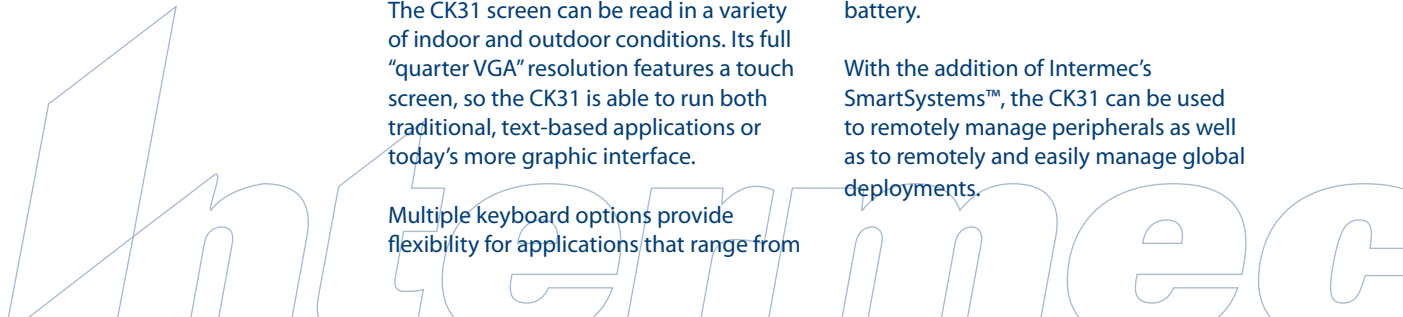 The CK31 screen can be read in a variety
of indoor and outdoor conditions. Its full
“quarter VGA” resolution features a touch
screen, so the CK31 is able to run both
traditional, text-based applications or
today’s more graphic interface.
Multiple keyboard options provide
flexibility for applications that range from
battery.
With the addition of Intermec’s
SmartSystems™, the CK31 can be used
to remotely manage peripherals as well
as to remotely and easily manage global
deployments.
Intermec